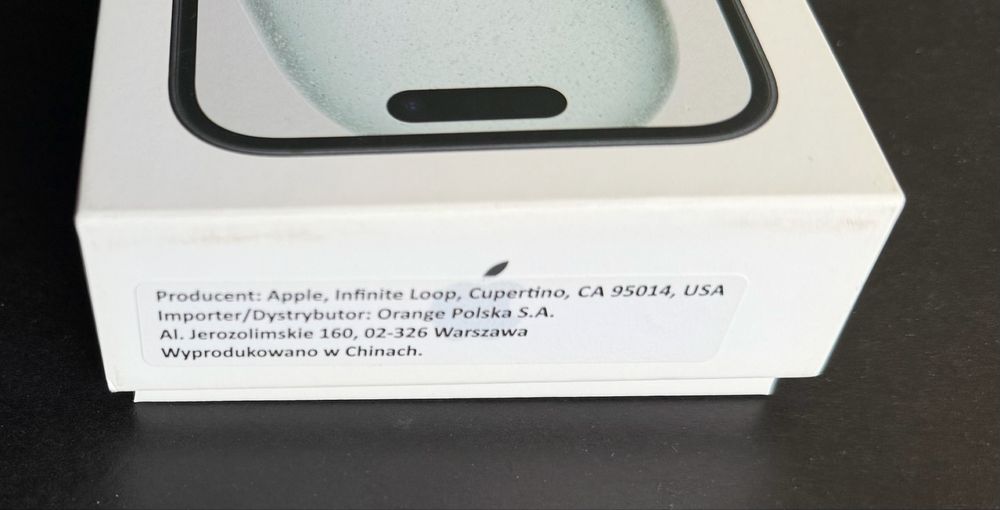 Producent: Apple, Infinite Loop, Cupertino, CA 95014, USA
Importer/Dystrybutor: Orange Polska S.A.
Al. Jerozolimskie 160, 02-326 Warszawa
Wyprodukowano w Chinach.